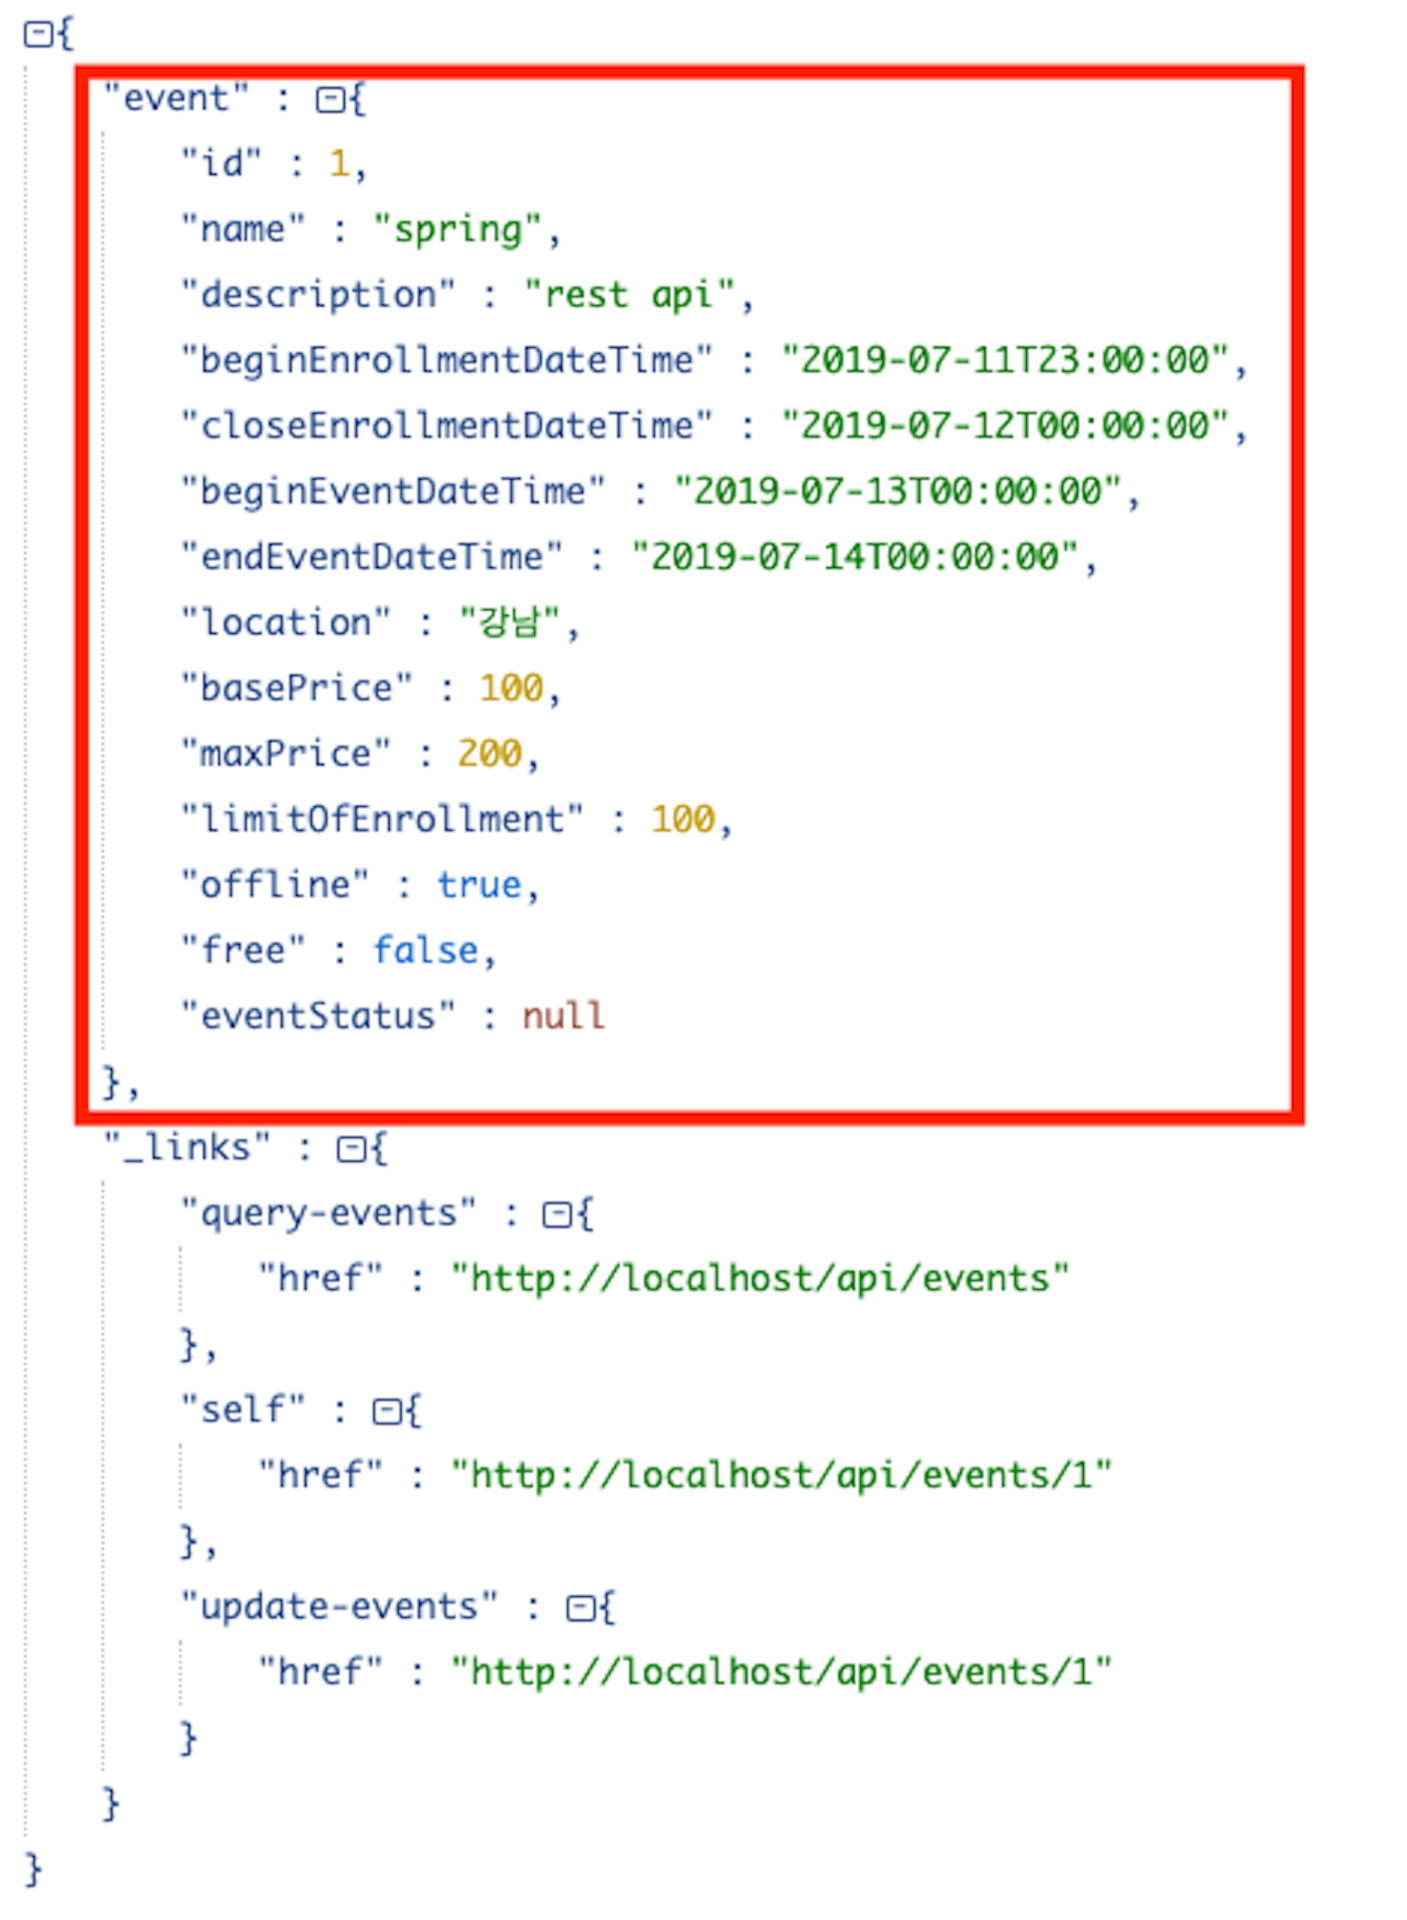 {
"event" : {
"id" : 1,
"name" : "spring",
"description" : "rest api",
"beginEnrollmentDateTime" : "2019-07-11T23:00:00",
"closeEnrollmentDateTime" : "2019-07-12T00:00:00",
"beginEventDateTime" : "2019-07-13T00:00:00",
"endEventDateTime" : "2019-07-14T00:00:00",
"location" : "강남",
"basePrice" : 100,
"maxPrice" : 200,
"limitOfEnrollment" : 100,
"offline" : true,
"free" : false,
"eventStatus" : null
},
"_links" : {
"query-events" : {
"href" : "http://localhost/api/events"
},
"self" : {
"href" : "http://localhost/api/events/1"
},
"update-events" : {
"href" : "http://localhost/api/events/1"
}
}
}